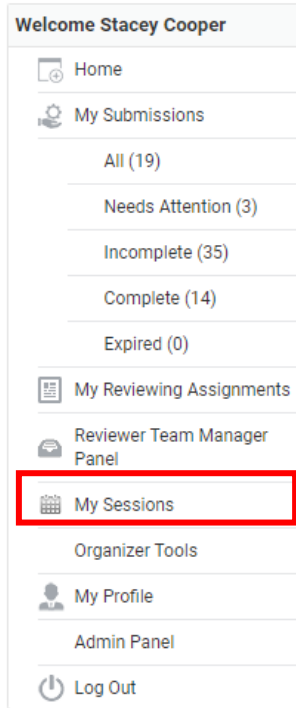 Welcome Stacey Cooper
Home
My Submissions
All (19)
Needs Attention (3)
Incomplete (35)
Complete (14)
Expired (0)
My Reviewing Assignments
Reviewer Team Manager
Panel
My Sessions
Organizer Tools
My Profile
Admin Panel
Log Out